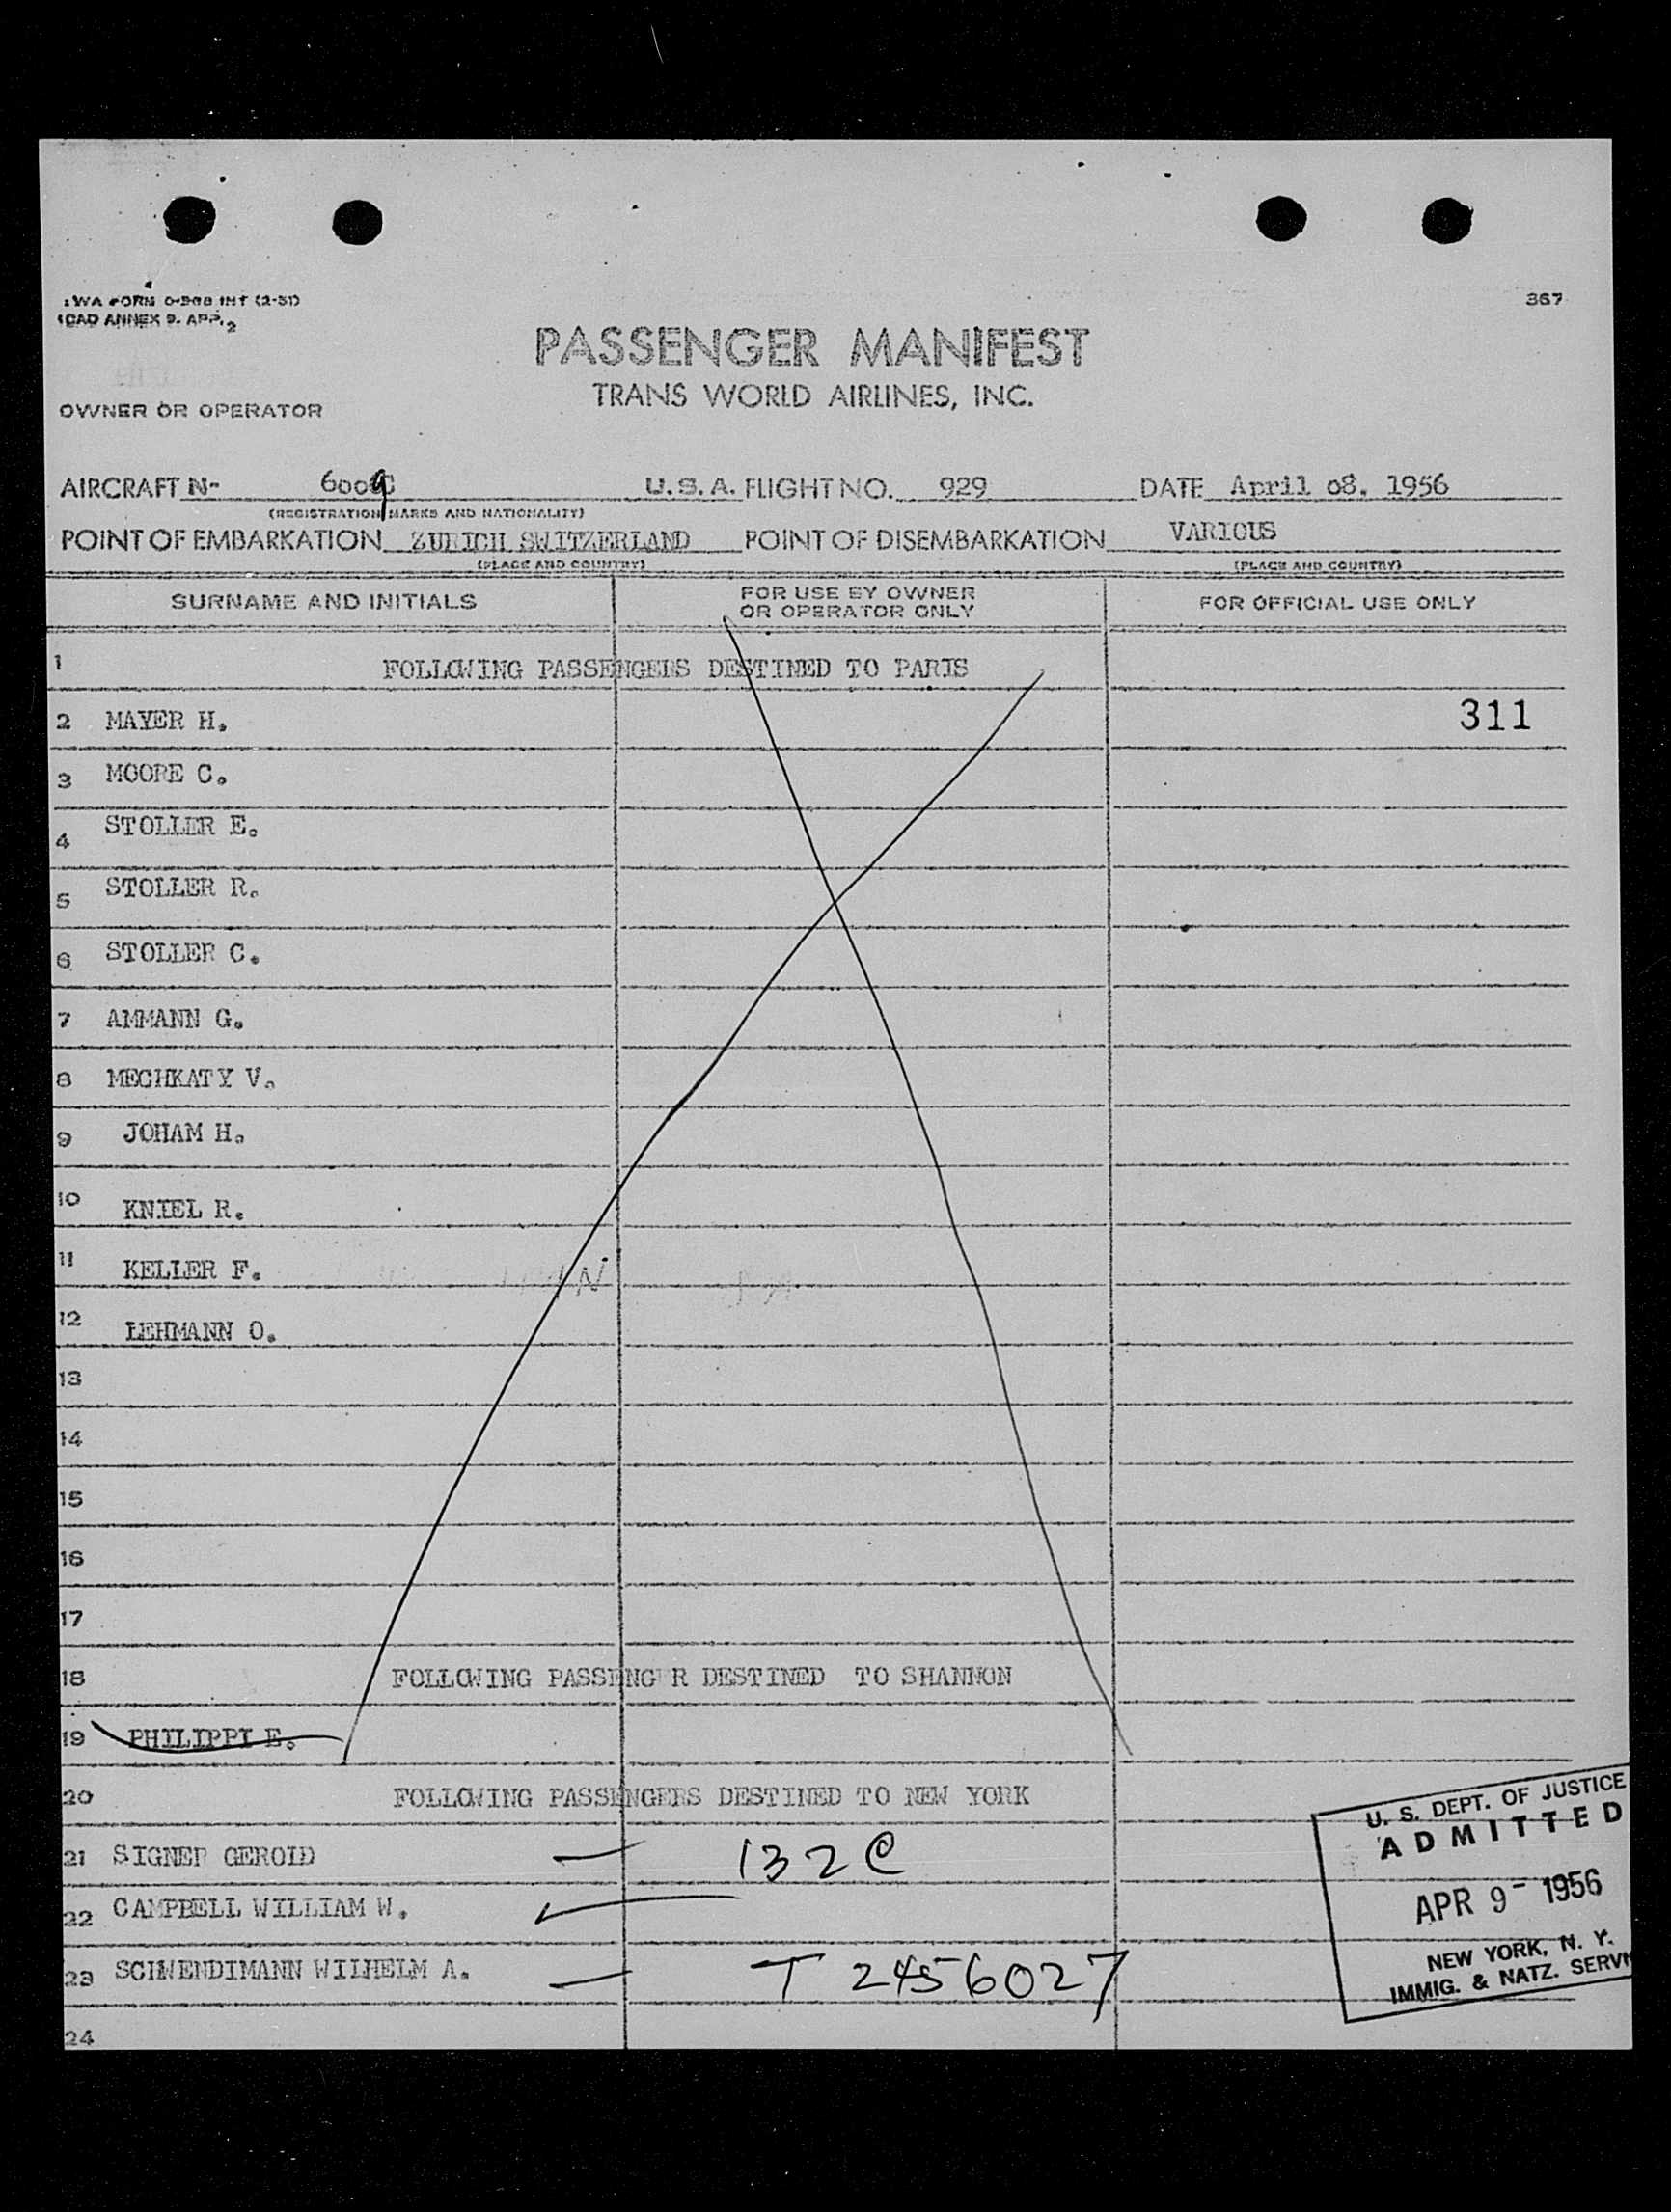 TWA FORM O-508 INT (2-51)
ICAO ANNEX 9. APP. 2
367
PASSENGER MANIFEST
TRANS WORLD AIRLINES, INC.
OWNER OR OPERATOR
AIRCRAFT N- 6009 U.S.A. FLIGHT NO. 929 DATE April 08, 1956
(REGISTRATION MARKS AND NATIONALITY)
POINT OF EMBARKATION ZURICH SWITZERLAND POINT OF DISEMBARKATION VARIOUS
(PLACE AND COUNTRY) (PLACE AND COUNTRY)
SURNAME AND INITIALS FOR USE BY OWNER OR OPERATOR ONLY FOR OFFICIAL USE ONLY
1 FOLLOWING PASSENGERS DESTINED TO PARIS
2 MAYER H. 311
3 MOORE C.
4 STOLLER E.
5 STOLLER R.
6 STOLLER C.
7 AMMANN G.
8 MECHKATY V.
9 JOHAM H.
10 KNIEL R.
11 KELLER F.
12 LEHMANN O.
13
14
15
16
17
18 FOLLOWING PASSENG R DESTINED TO SHANNON
19 PHILIPPI E.
20 FOLLOWING PASSENGERS DESTINED TO NEW YORK
21 SIGNER GEROLD — 132 C
22 CAMPBELL WILLIAM W.
23 SCHWENDIMANN WILHELM A. — T 2456027
24
U. S. DEPT. OF JUSTICE
ADMITTED
APR 9 - 1956
NEW YORK, N. Y.
IMMIG. & NATZ. SERV